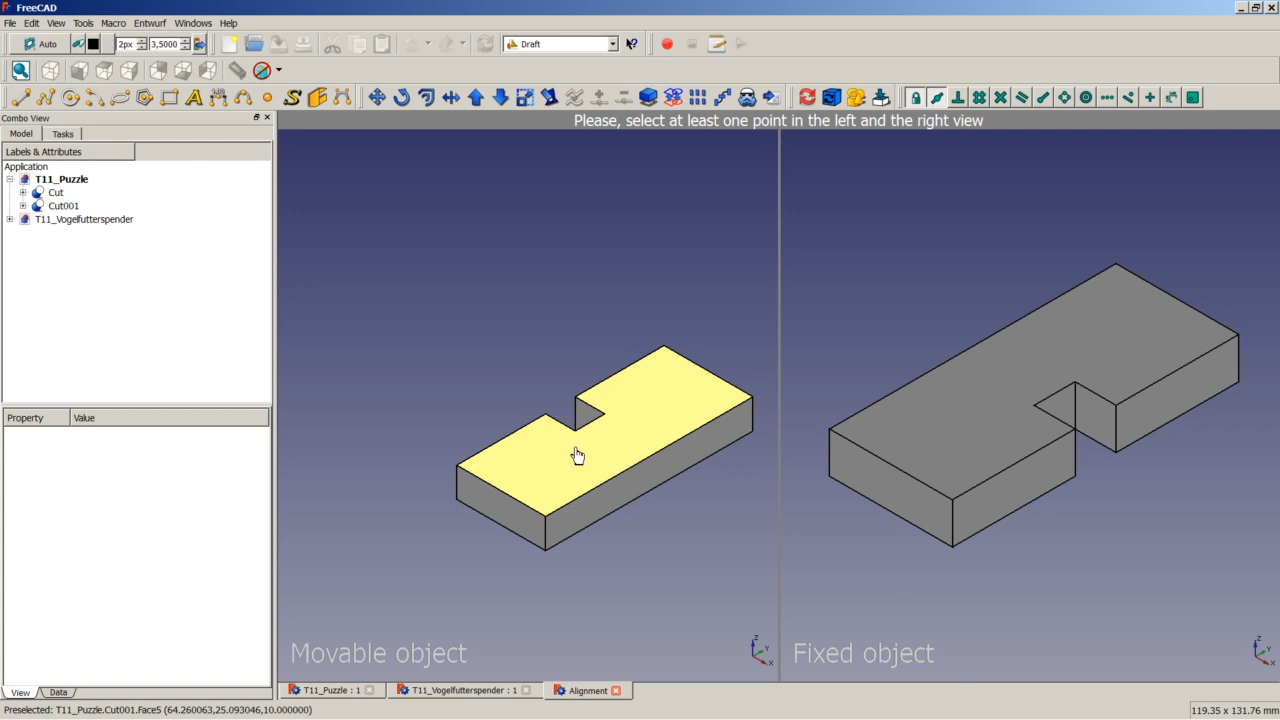 FreeCAD
File Edit View Tools Macro Entwurf Windows Help
Auto 2px 3,5000 Draft
Combo View
Model Tasks
Labels & Attributes
Application
T11_Puzzle
Cut
Cut001
T11_Vogelfutterspender
Property Value
View Data
Please, select at least one point in the left and the right view
Movable object
Fixed object
Z
Y
X
Z
Y
X
T11_Puzzle : 1 T11_Vogelfutterspender : 1 Alignment
Preselected: T11_Puzzle.Cut001.Face5 (64.260063,25.093046,10.000000) 119.35 x 131.76 mm